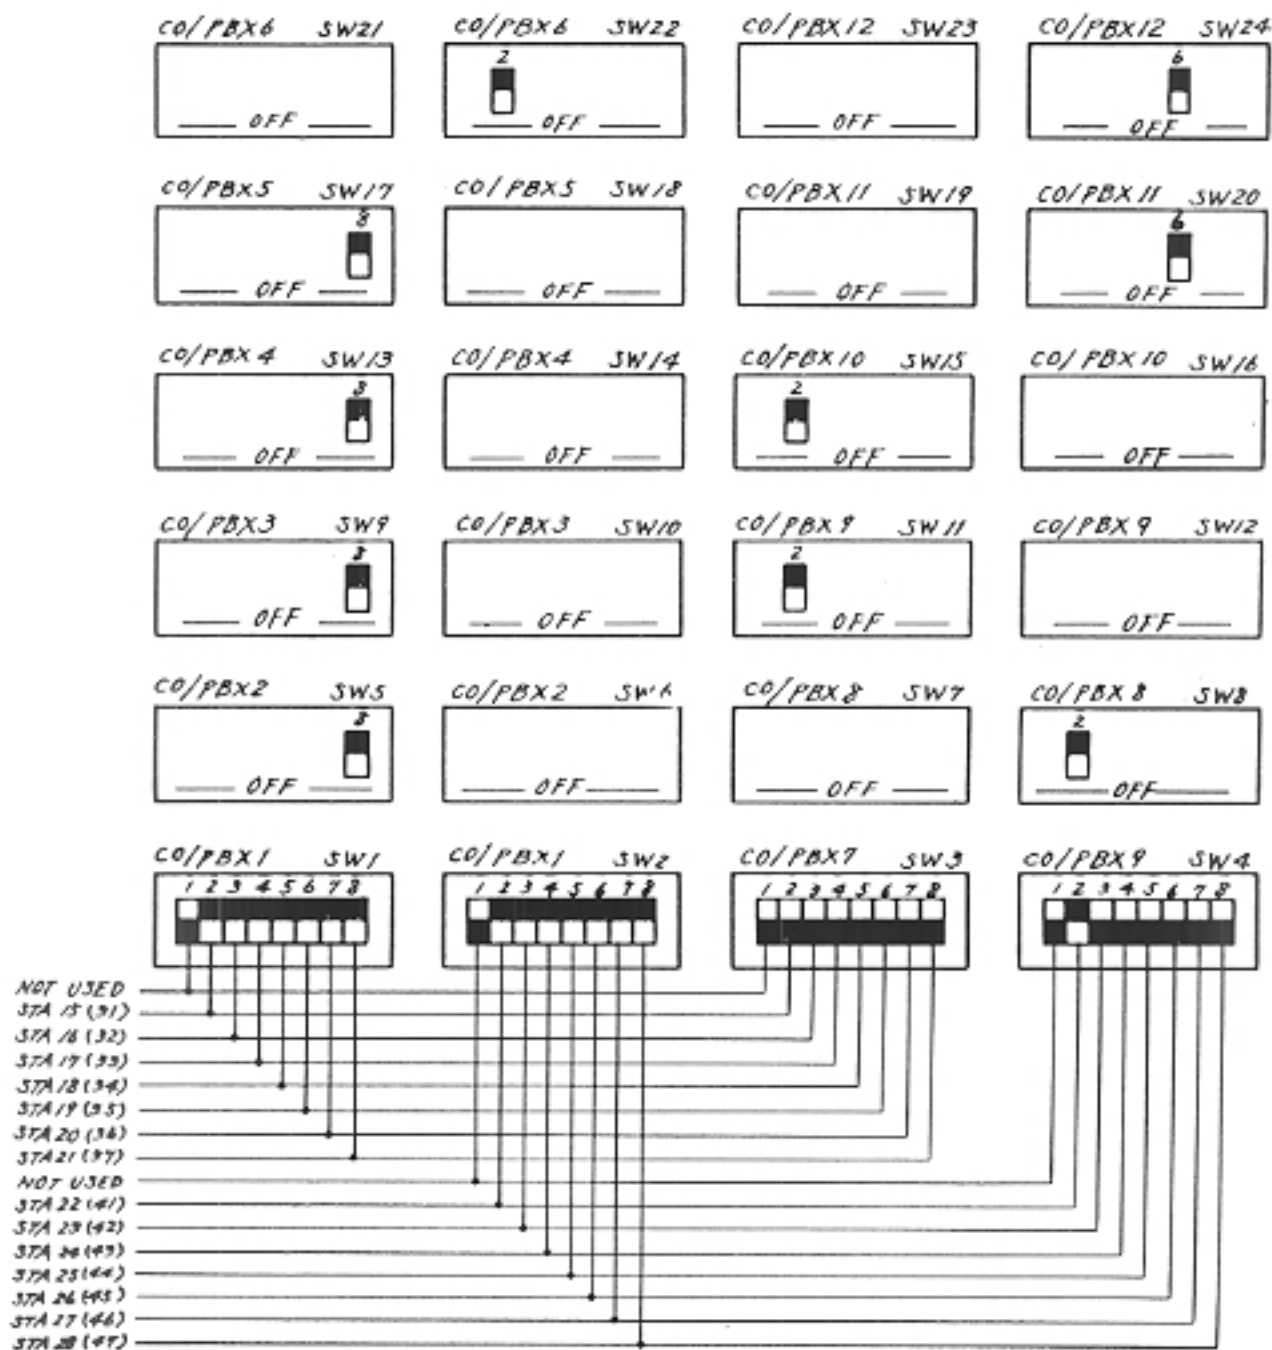 CO/PBX6 SW21 CO/PBX6 SW22 CO/PBX12 SW23 CO/PBX12 SW24
2 6
OFF OFF OFF OFF
CO/PBX5 SW17 CO/PBX5 SW18 CO/PBX11 SW19 CO/PBX11 SW20
8 6
OFF OFF OFF OFF
CO/PBX4 SW13 CO/PBX4 SW14 CO/PBX10 SW15 CO/PBX10 SW16
8 2
OFF OFF OFF OFF
CO/PBX3 SW9 CO/PBX3 SW10 CO/PBX9 SW11 CO/PBX9 SW12
8 2
OFF OFF OFF OFF
CO/PBX2 SW5 CO/PBX2 CO/PBX8 SW7 CO/PBX8 SW8
8 2
OFF OFF OFF OFF
CO/PBX1 SW1 CO/PBX1 SW2 CO/PBX7 SW3 CO/PBX9 SW4
1 2 3 4 5 6 7 8 1 2 3 4 5 6 7 8 1 2 3 4 5 6 7 8 1 2 3 4 5 6 7 8
NOT USED
STA 15 (31)
STA 16 (32)
STA 17 (33)
STA 18 (34)
STA 19 (35)
STA 20 (36)
STA 21 (37)
NOT USED
STA 22 (41)
STA 23 (42)
STA 24 (43)
STA 25 (44)
STA 26 (45)
STA 27 (46)
STA 28 (47)